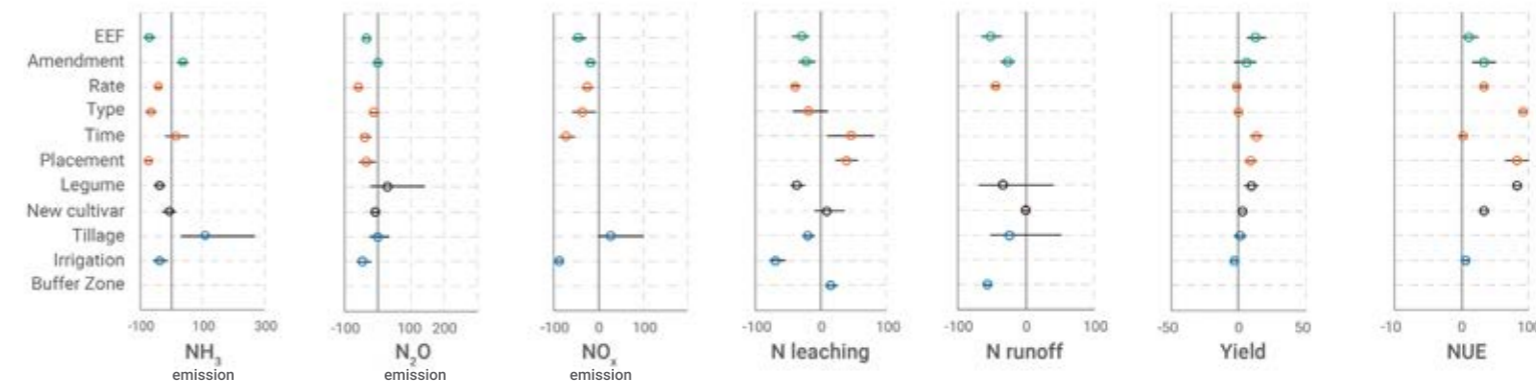 EEF
Amendment
Rate
Type
Time
Placement
Legume
New cultivar
Tillage
Irrigation
Buffer Zone
-100 100 300
-100 0 100 200
-100 0 100
-100 0 100
-100 0 100
-50 0 50
-10 0 100
NH₃ emission
N₂O emission
NOₓ emission
N leaching
N runoff
Yield
NUE